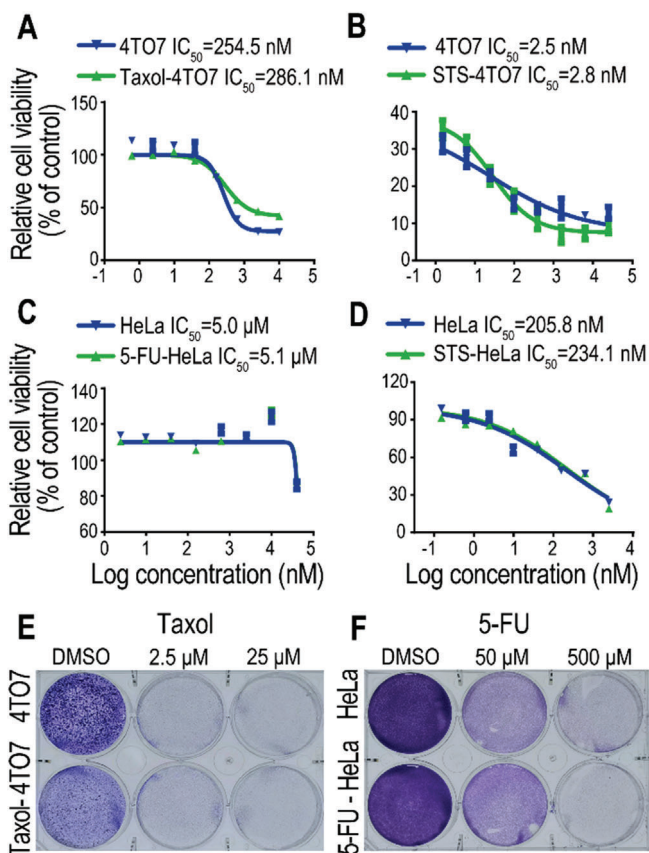 A
4TO7 IC50=254.5 nM
Taxol-4TO7 IC50=286.1 nM
Relative cell viability
(% of control)
150
100
50
0
-1 0 1 2 3 4 5
B
4TO7 IC50=2.5 nM
STS-4TO7 IC50=2.8 nM
40
30
20
10
0
0 1 2 3 4 5
C
HeLa IC50=5.0 µM
5-FU-HeLa IC50=5.1 µM
Relative cell viability
(% of control)
140
120
100
80
60
0 1 2 3 4 5
Log concentration (nM)
D
HeLa IC50=205.8 nM
STS-HeLa IC50=234.1 nM
120
90
60
30
0
-1 0 1 2 3 4
Log concentration (nM)
E
Taxol
DMSO 2.5 µM 25 µM
4TO7
Taxol- 4TO7
F
5-FU
DMSO 50 µM 500 µM
HeLa
5-FU - HeLa